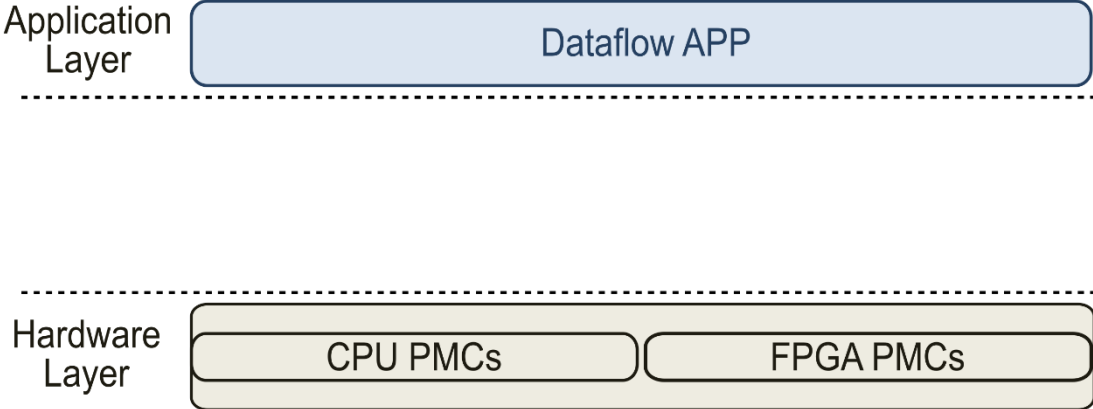 Application
Layer
Dataflow APP
Hardware
Layer
CPU PMCs
FPGA PMCs